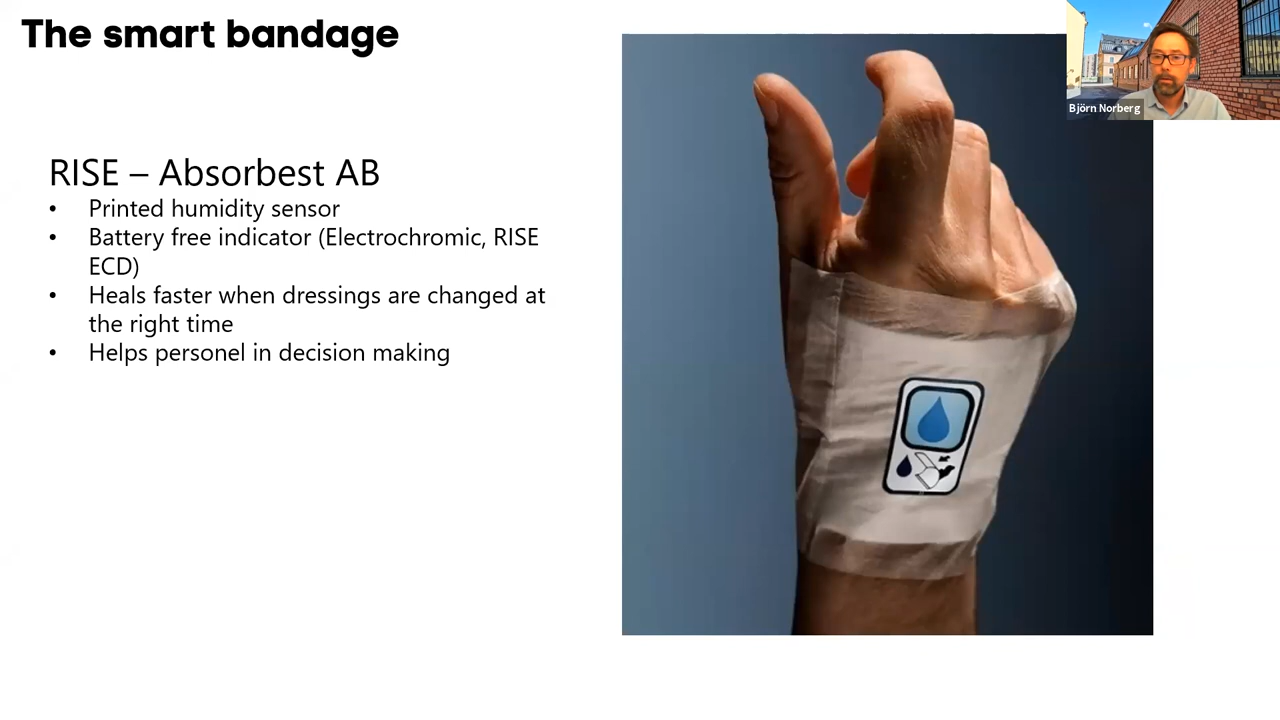 The smart bandage
Björn Norberg
RISE – Absorbest AB
• Printed humidity sensor
• Battery free indicator (Electrochromic, RISE
ECD)
• Heals faster when dressings are changed at
the right time
• Helps personel in decision making